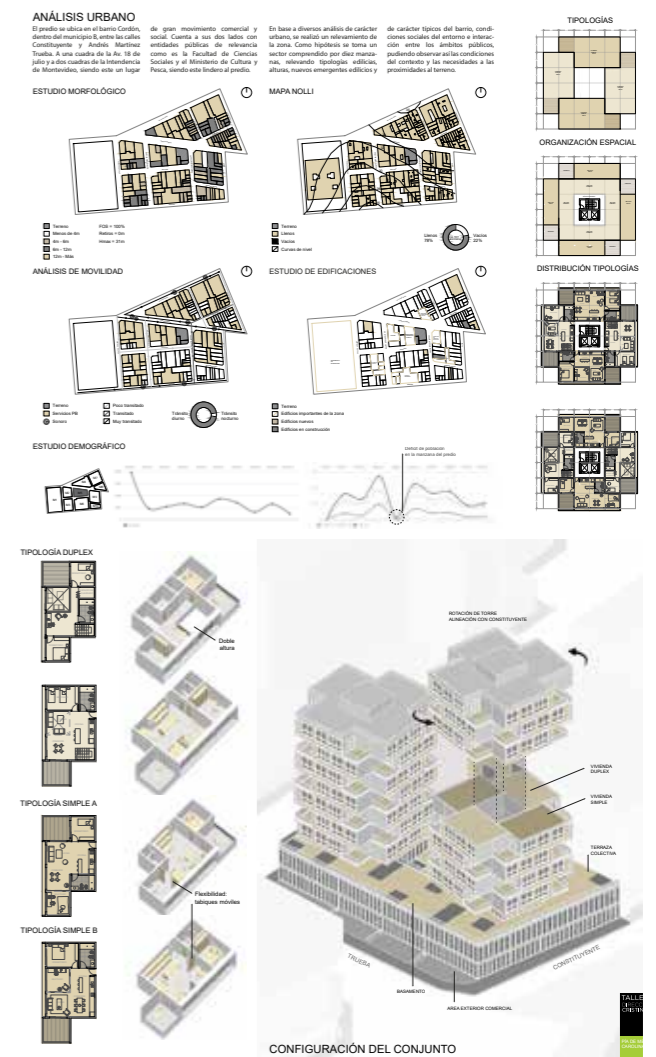 ANÁLISIS URBANO
El predio se ubica en el barrio Cordón,
dentro del municipio B, entre las calles
Constituyente y Andrés Martínez
Trueba. A una cuadra de la Av. 18 de
julio y a dos cuadras de la Intendencia
de Montevideo, siendo este un lugar
de gran movimiento comercial y
social. Cuenta a sus dos lados con
entidades públicas de relevancia
como es la Facultad de Ciencias
Sociales y el Ministerio de Cultura y
Pesca, siendo este lindero al predio.
En base a diversos análisis de carácter
urbano, se realizó un relevamiento de
la zona. Como hipótesis se toma un
sector comprendido por diez manza-
nas, relevando tipologías edilicias,
alturas, nuevos emergentes edilicios y
de carácter típicos del barrio, condi-
ciones sociales del entorno e interac-
ción entre los ámbitos públicos,
pudiendo observar así las condiciones
del contexto y las necesidades a las
proximidades al terreno.
ESTUDIO MORFOLÓGICO
Terreno
Menos de 4m
4m - 8m
8m - 12m
12m - Más
FOS = 100%
Retiros = 0m
Hmax = 31m
MAPA NOLLI
Terreno
Llenos
Vacíos
Curvas de nivel
Llenos
78%
Vacíos
22%
ANÁLISIS DE MOVILIDAD
Terreno
Servicios PB
Sonoro
Poco transitado
Transitado
Muy transitado
Tránsito
diurno
Tránsito
nocturno
ESTUDIO DE EDIFICACIONES
Terreno
Edificios importantes de la zona
Edificios nuevos
Edificios en construcción
ESTUDIO DEMOGRÁFICO
Déficit de población
en la manzana del predio
TIPOLOGÍAS
ORGANIZACIÓN ESPACIAL
DISTRIBUCIÓN TIPOLOGÍAS
TIPOLOGÍA DUPLEX
Doble
altura
TIPOLOGÍA SIMPLE A
Flexibilidad:
tabiques móviles
TIPOLOGÍA SIMPLE B
ROTACIÓN DE TORRE
ALINEACIÓN CON CONSTITUYENTE
VIVIENDA
DUPLEX
VIVIENDA
SIMPLE
TERRAZA
COLECTIVA
TRUEBA
CONSTITUYENTE
BASAMENTO
AREA EXTERIOR COMERCIAL
CONFIGURACIÓN DEL CONJUNTO
TALLE
DIRECC
CRISTIN